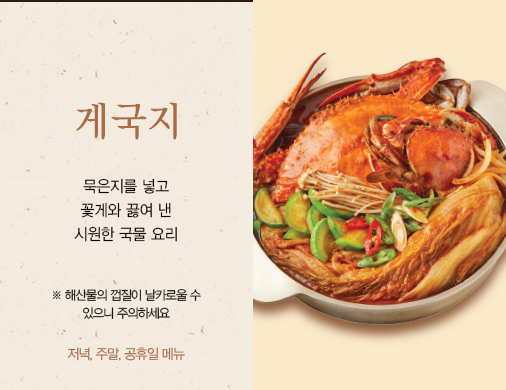 게국지
묵은지를 넣고
꽃게와 끓여 낸
시원한 국물 요리
※ 해산물의 껍질이 날카로울 수
있으니 주의하세요
저녁, 주말, 공휴일 메뉴